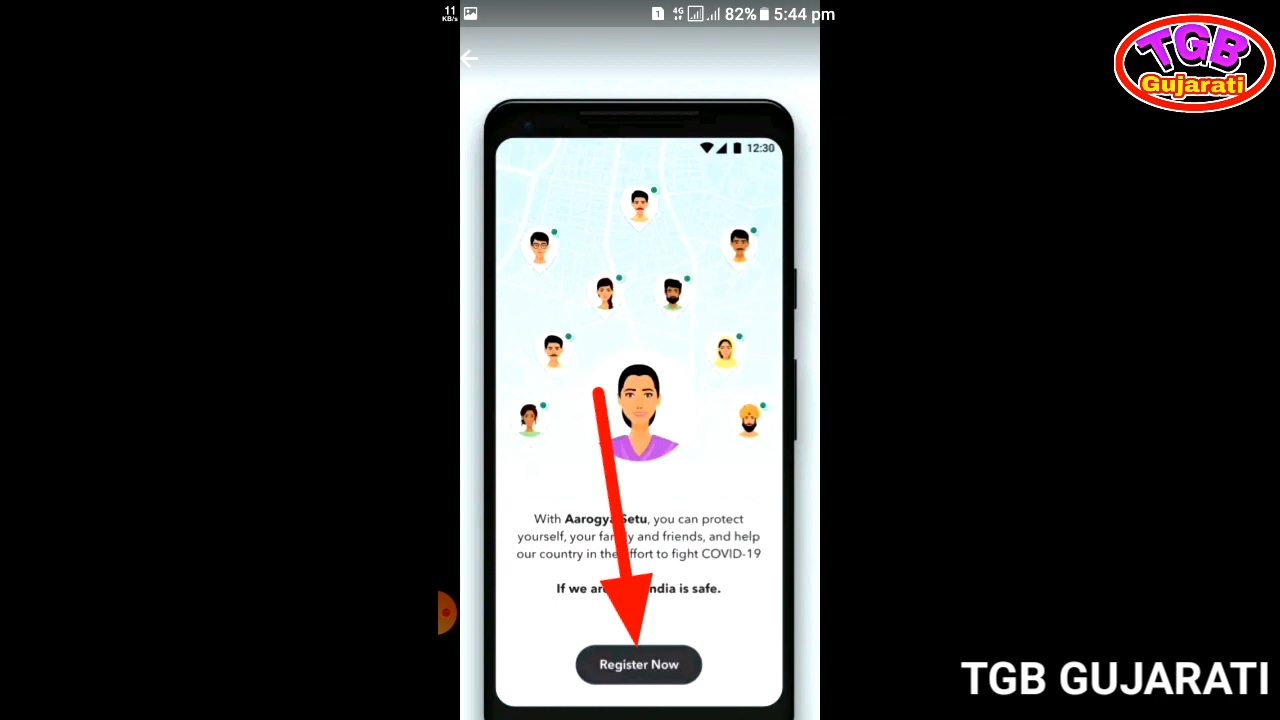 11
KB/s
1 4G 82% 5:44 pm
TGB
Gujarati
12:30
With Aarogya Setu, you can protect
yourself, your family and friends, and help
our country in the effort to fight COVID-19
If we are India is safe.
Register Now
TGB GUJARATI